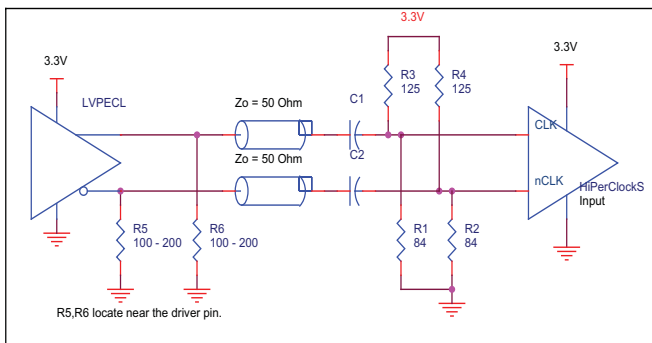 3.3V
3.3V
3.3V
LVPECL
Zo = 50 Ohm
C1
R3
125
R4
125
CLK
Zo = 50 Ohm
C2
nCLK
HiPerClockS
Input
R5
100 - 200
R6
100 - 200
R1
84
R2
84
R5,R6 locate near the driver pin.